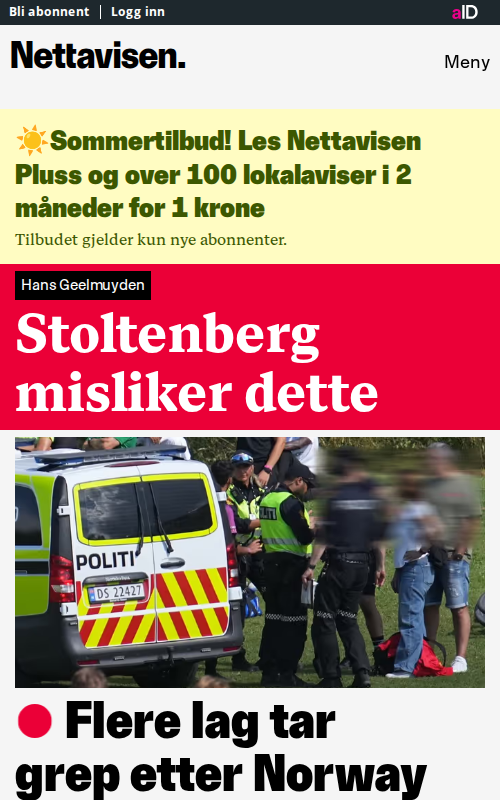 Bli abonnent
Logg inn
aID
Nettavisen.
Meny
Sommertilbud! Les Nettavisen
Pluss og over 100 lokalaviser i 2
måneder for 1 krone
Tilbudet gjelder kun nye abonnenter.
Hans Geelmuyden
Stoltenberg
misliker dette
POLITI
DS 22427
Flere lag tar
grep etter Norway